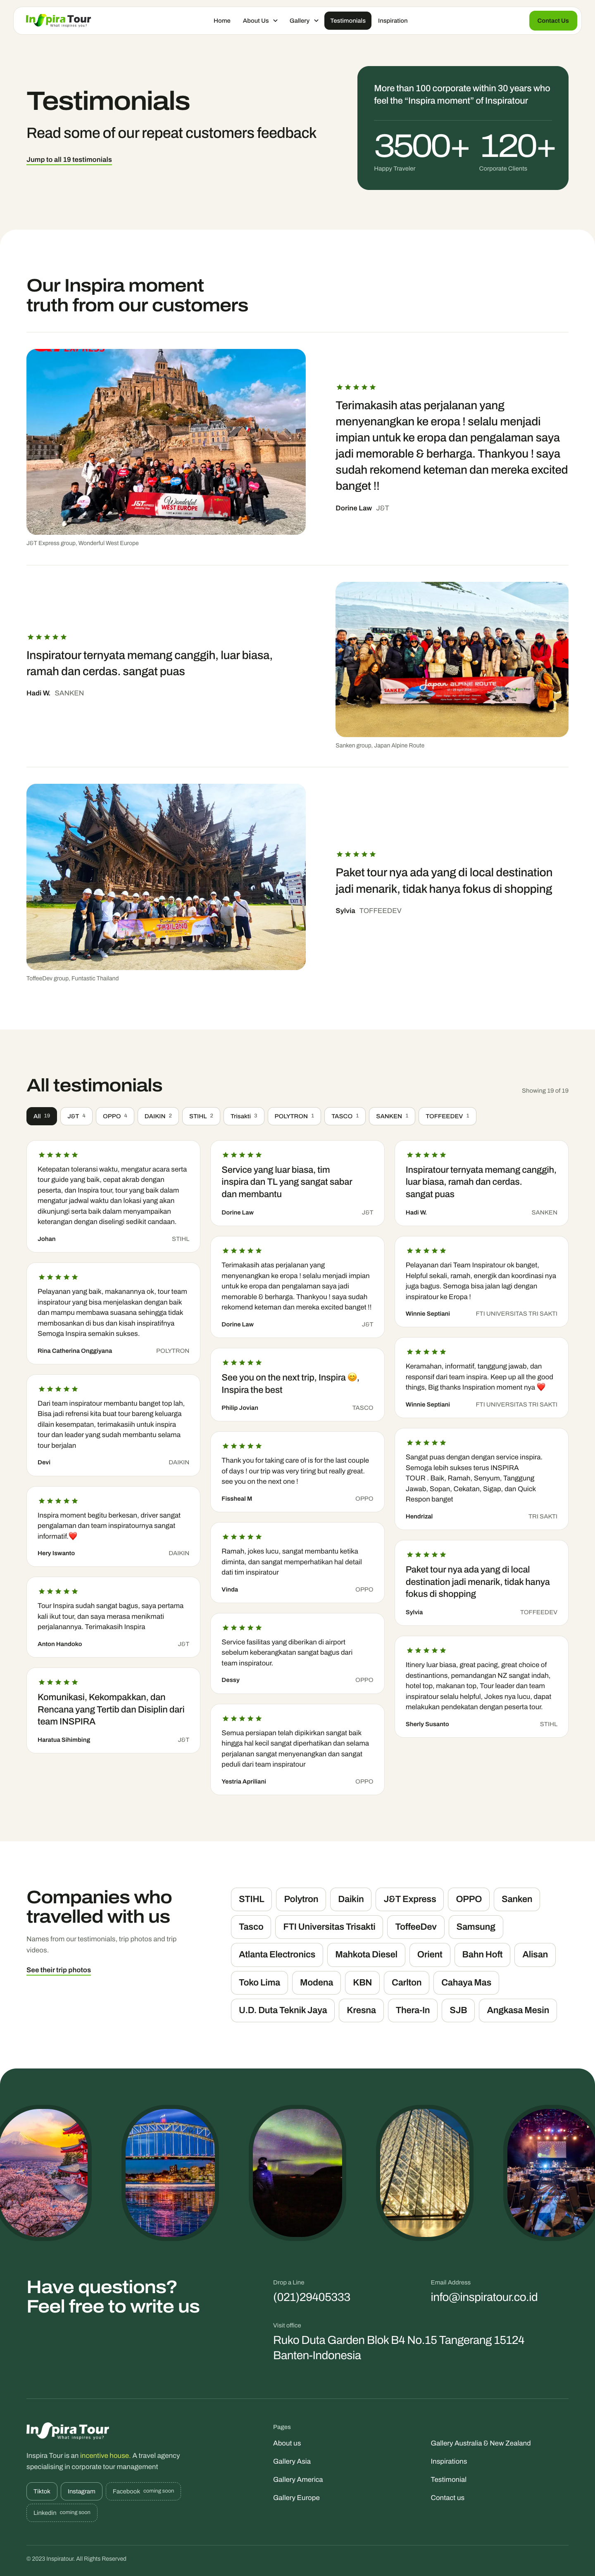 InSpira Tour
What inspires you?
Home
About Us
Gallery
Testimonials
Inspiration
Contact Us
Testimonials
Read some of our repeat customers feedback
Jump to all 19 testimonials
More than 100 corporate within 30 years who
feel the “Inspira moment” of Inspiratour
3500+
Happy Traveler
120+
Corporate Clients
Our Inspira moment
truth from our customers
J&T Express group, Wonderful West Europe
Terimakasih atas perjalanan yang
menyenangkan ke eropa ! selalu menjadi
impian untuk ke eropa dan pengalaman saya
jadi memorable & berharga. Thankyou ! saya
sudah rekomend keteman dan mereka excited
banget !!
Dorine Law J&T
Inspiratour ternyata memang canggih, luar biasa,
ramah dan cerdas. sangat puas
Hadi W. SANKEN
Sanken group, Japan Alpine Route
ToffeeDev group, Funtastic Thailand
Paket tour nya ada yang di local destination
jadi menarik, tidak hanya fokus di shopping
Sylvia TOFFEEDEV
All testimonials
Showing 19 of 19
All 19
J&T 4
OPPO 4
DAIKIN 2
STIHL 2
Trisakti 3
POLYTRON 1
TASCO 1
SANKEN 1
TOFFEEDEV 1
Ketepatan toleransi waktu, mengatur acara serta
tour guide yang baik, cepat akrab dengan
peserta, dan Inspira tour, tour yang baik dalam
mengatur jadwal waktu dan lokasi yang akan
dikunjungi serta baik dalam menyampaikan
keterangan dengan diselingi sedikit candaan.
Johan STIHL
Pelayanan yang baik, makanannya ok, tour team
inspiratour yang bisa menjelaskan dengan baik
dan mampu membawa suasana sehingga tidak
membosankan di bus dan kisah inspiratifnya
Semoga Inspira semakin sukses.
Rina Catherina Onggiyana POLYTRON
Dari team inspiratour membantu banget top lah,
Bisa jadi refrensi kita buat tour bareng keluarga
dilain kesempatan, terimakasiih untuk inspira
tour dan leader yang sudah membantu selama
tour berjalan
Devi DAIKIN
Inspira moment begitu berkesan, driver sangat
pengalaman dan team inspiratournya sangat
informatif.❤️
Hery Iswanto DAIKIN
Tour Inspira sudah sangat bagus, saya pertama
kali ikut tour, dan saya merasa menikmati
perjalanannya. Terimakasih Inspira
Anton Handoko J&T
Komunikasi, Kekompakkan, dan
Rencana yang Tertib dan Disiplin dari
team INSPIRA
Haratua Sihimbing J&T
Service yang luar biasa, tim
inspira dan TL yang sangat sabar
dan membantu
Dorine Law J&T
Terimakasih atas perjalanan yang
menyenangkan ke eropa ! selalu menjadi impian
untuk ke eropa dan pengalaman saya jadi
memorable & berharga. Thankyou ! saya sudah
rekomend keteman dan mereka excited banget !!
Dorine Law J&T
See you on the next trip, Inspira 😊,
Inspira the best
Philip Jovian TASCO
Thank you for taking care of is for the last couple
of days ! our trip was very tiring but really great.
see you on the next one !
Fissheal M OPPO
Ramah, jokes lucu, sangat membantu ketika
diminta, dan sangat memperhatikan hal detail
dati tim inspiratour
Vinda OPPO
Service fasilitas yang diberikan di airport
sebelum keberangkatan sangat bagus dari
team inspiratour.
Dessy OPPO
Semua persiapan telah dipikirkan sangat baik
hingga hal kecil sangat diperhatikan dan selama
perjalanan sangat menyenangkan dan sangat
peduli dari team inspiratour
Yestria Apriliani OPPO
Inspiratour ternyata memang canggih,
luar biasa, ramah dan cerdas.
sangat puas
Hadi W. SANKEN
Pelayanan dari Team Inspiratour ok banget,
Helpful sekali, ramah, energik dan koordinasi nya
juga bagus. Semoga bisa jalan lagi dengan
inspiratour ke Eropa !
Winnie Septiani FTI UNIVERSITAS TRI SAKTI
Keramahan, informatif, tanggung jawab, dan
responsif dari team inspira. Keep up all the good
things, Big thanks Inspiration moment nya ❤️
Winnie Septiani FTI UNIVERSITAS TRI SAKTI
Sangat puas dengan dengan service inspira.
Semoga lebih sukses terus INSPIRA
TOUR . Baik, Ramah, Senyum, Tanggung
Jawab, Sopan, Cekatan, Sigap, dan Quick
Respon banget
Hendrizal TRI SAKTI
Paket tour nya ada yang di local
destination jadi menarik, tidak hanya
fokus di shopping
Sylvia TOFFEEDEV
Itinery luar biasa, great pacing, great choice of
destinantions, pemandangan NZ sangat indah,
hotel top, makanan top, Tour leader dan team
inspiratour selalu helpful, Jokes nya lucu, dapat
melakukan pendekatan dengan peserta tour.
Sherly Susanto STIHL
Companies who
travelled with us
Names from our testimonials, trip photos and trip
videos.
See their trip photos
STIHL
Polytron
Daikin
J&T Express
OPPO
Sanken
Tasco
FTI Universitas Trisakti
ToffeeDev
Samsung
Atlanta Electronics
Mahkota Diesel
Orient
Bahn Hoft
Alisan
Toko Lima
Modena
KBN
Carlton
Cahaya Mas
U.D. Duta Teknik Jaya
Kresna
Thera-In
SJB
Angkasa Mesin
Have questions?
Feel free to write us
Drop a Line
(021)29405333
Email Address
info@inspiratour.co.id
Visit office
Ruko Duta Garden Blok B4 No.15 Tangerang 15124
Banten-Indonesia
InSpira Tour
What inspires you?
Inspira Tour is an incentive house. A travel agency
specialising in corporate tour management
Tiktok
Instagram
Facebook coming soon
Linkedin coming soon
Pages
About us
Gallery Asia
Gallery America
Gallery Europe
Gallery Australia & New Zealand
Inspirations
Testimonial
Contact us
© 2023 Inspiratour. All Rights Reserved